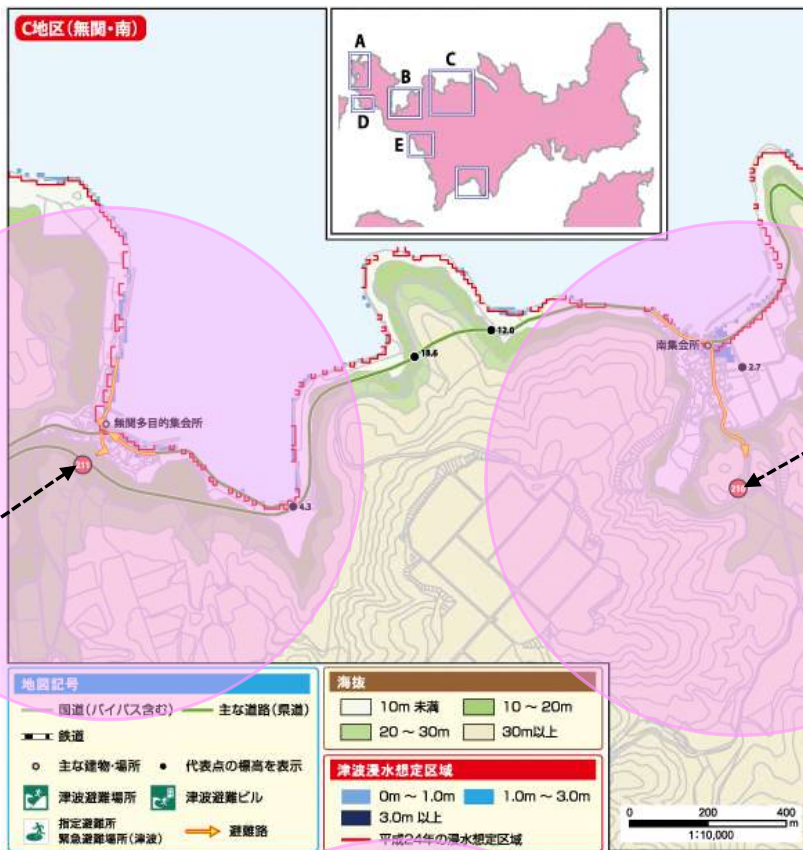 C地区(無関・南)
A
B
C
D
E
18.6
12.0
南集会所
2.7
無関多目的集会所
211
4.3
210
地図記号
国道(バイパス含む)
主な道路(県道)
鉄道
主な建物・場所
代表点の標高を表示
津波避難場所
津波避難ビル
指定避難所
緊急避難場所(津波)
避難路
海抜
10m 未満
10 ~ 20m
20 ~ 30m
30m以上
津波浸水想定区域
0m ~ 1.0m
1.0m ~ 3.0m
3.0m 以上
平成24年の浸水想定区域
0 200 400
m
1:10,000